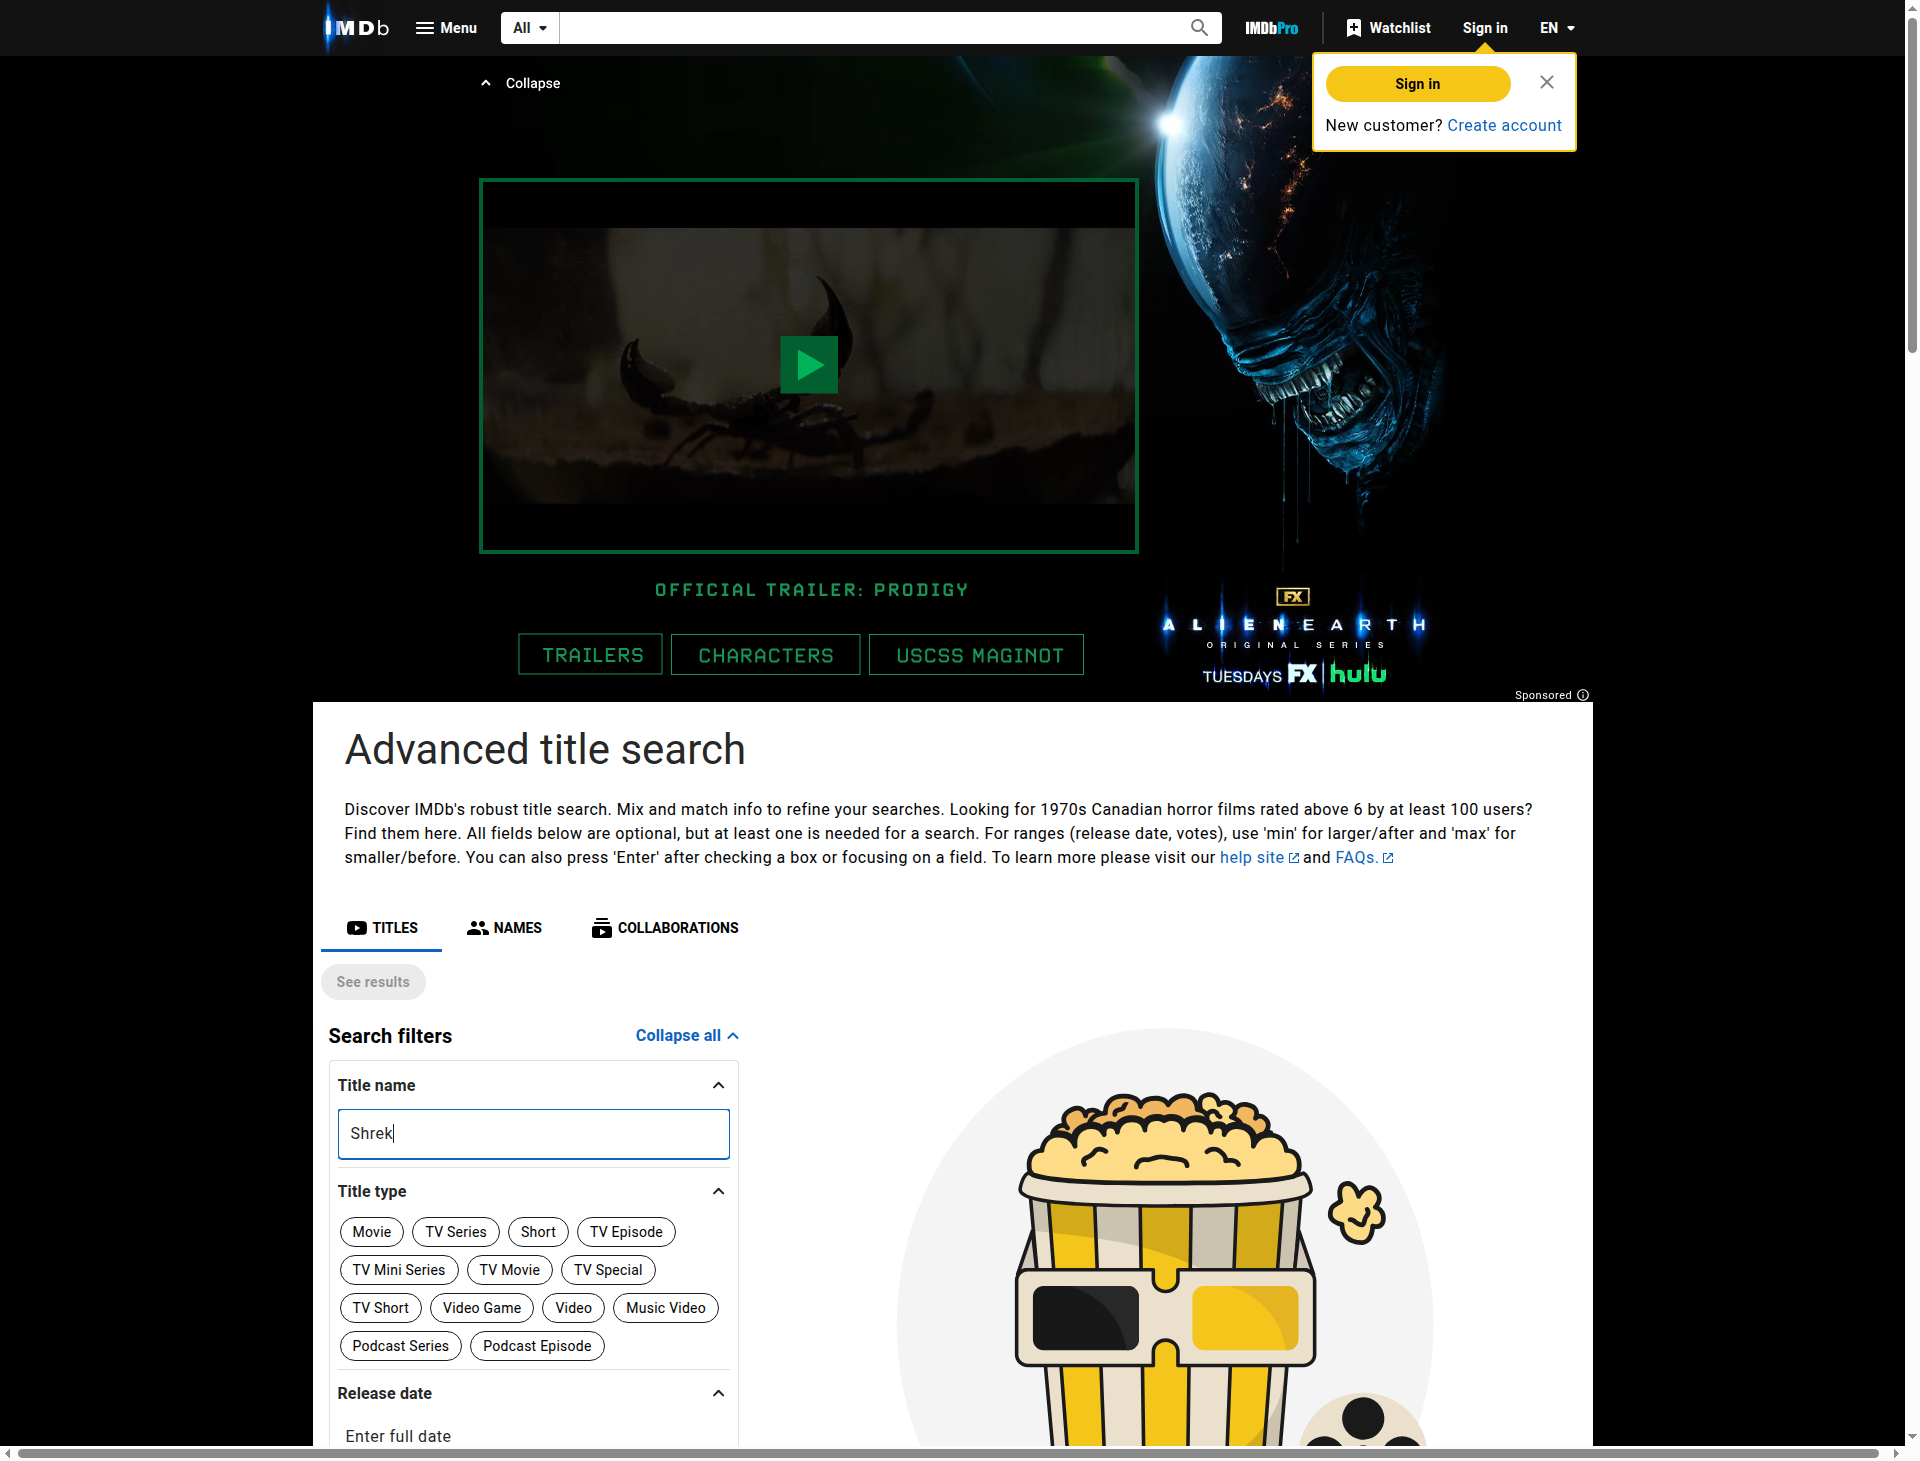 IMDb
Menu
All
IMDbPro
Watchlist
Sign in
EN
Collapse
Sign in
New customer? Create account
OFFICIAL TRAILER: PRODIGY
TRAILERS
CHARACTERS
USCSS MAGINOT
FX
ALIEN EARTH
ORIGINAL SERIES
TUESDAYS FX | hulu
Sponsored
Advanced title search
Discover IMDb's robust title search. Mix and match info to refine your searches. Looking for 1970s Canadian horror films rated above 6 by at least 100 users?
Find them here. All fields below are optional, but at least one is needed for a search. For ranges (release date, votes), use 'min' for larger/after and 'max' for
smaller/before. You can also press 'Enter' after checking a box or focusing on a field. To learn more please visit our help site and FAQs.
TITLES
NAMES
COLLABORATIONS
See results
Search filters
Collapse all
Title name
Shrek
Title type
Movie
TV Series
Short
TV Episode
TV Mini Series
TV Movie
TV Special
TV Short
Video Game
Video
Music Video
Podcast Series
Podcast Episode
Release date
Enter full date